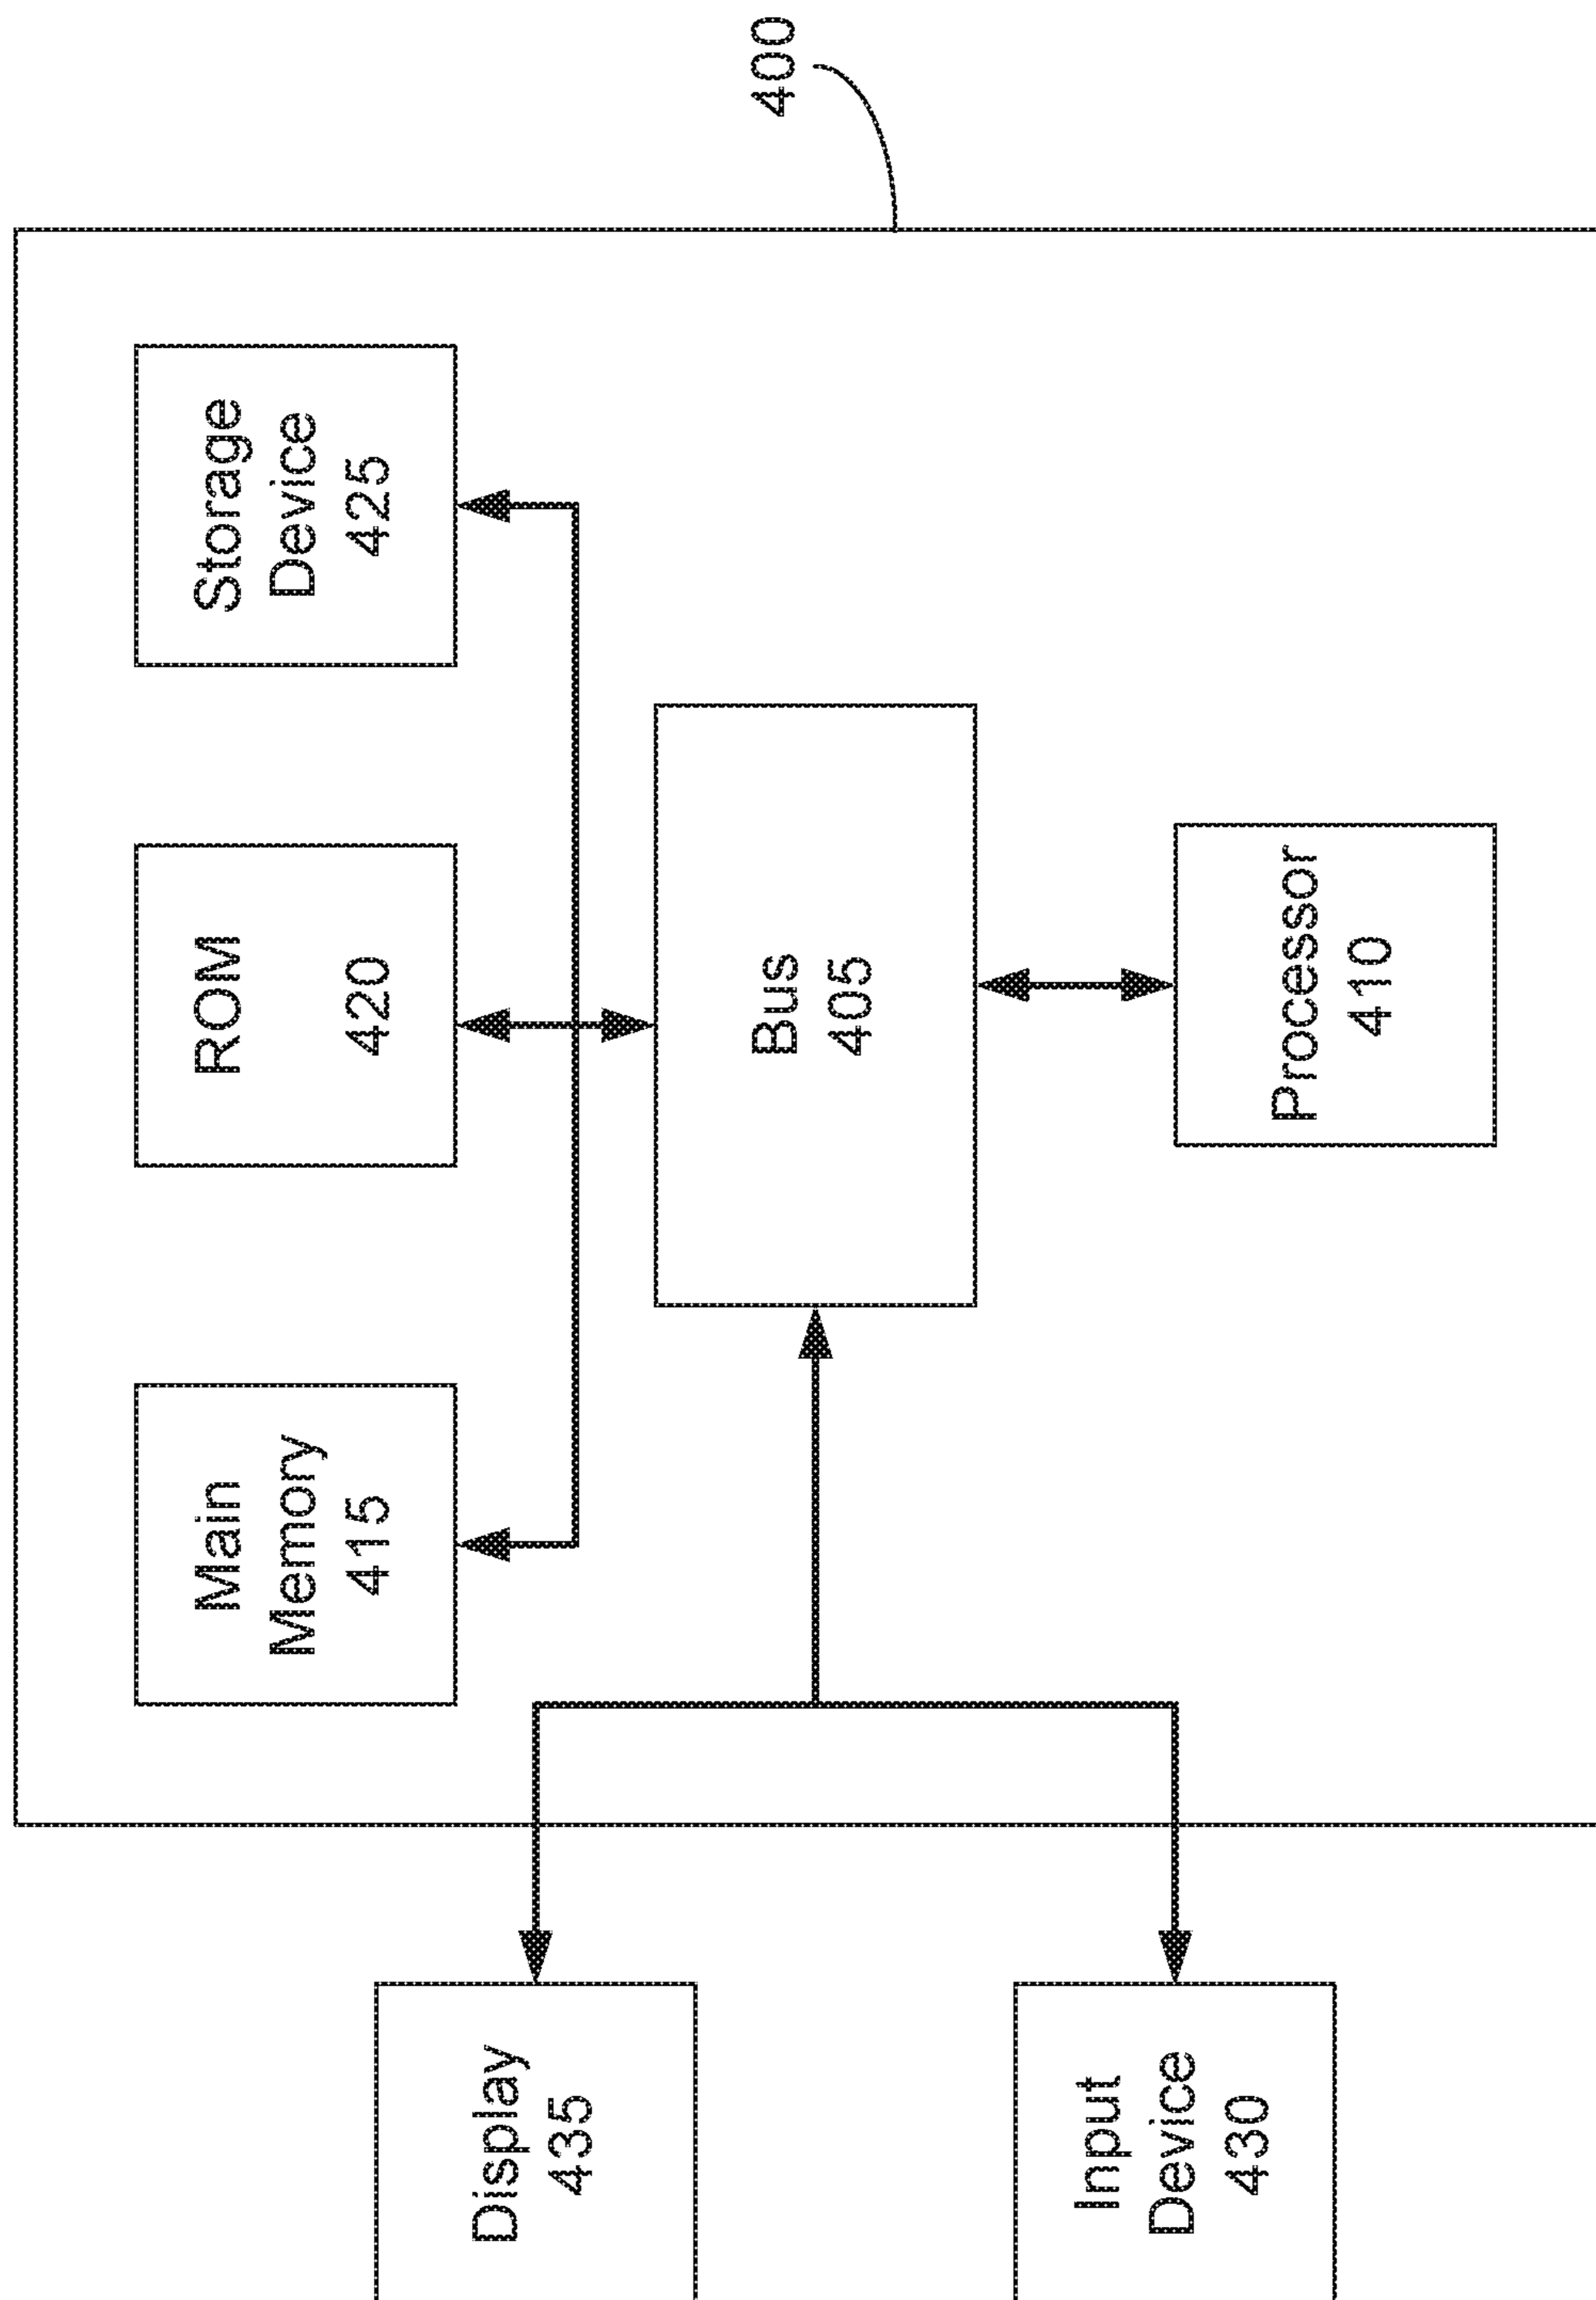 400
Main
Memory
415
ROM
420
Storage
Device
425
Display
435
Bus
405
Input
Device
430
Processor
410